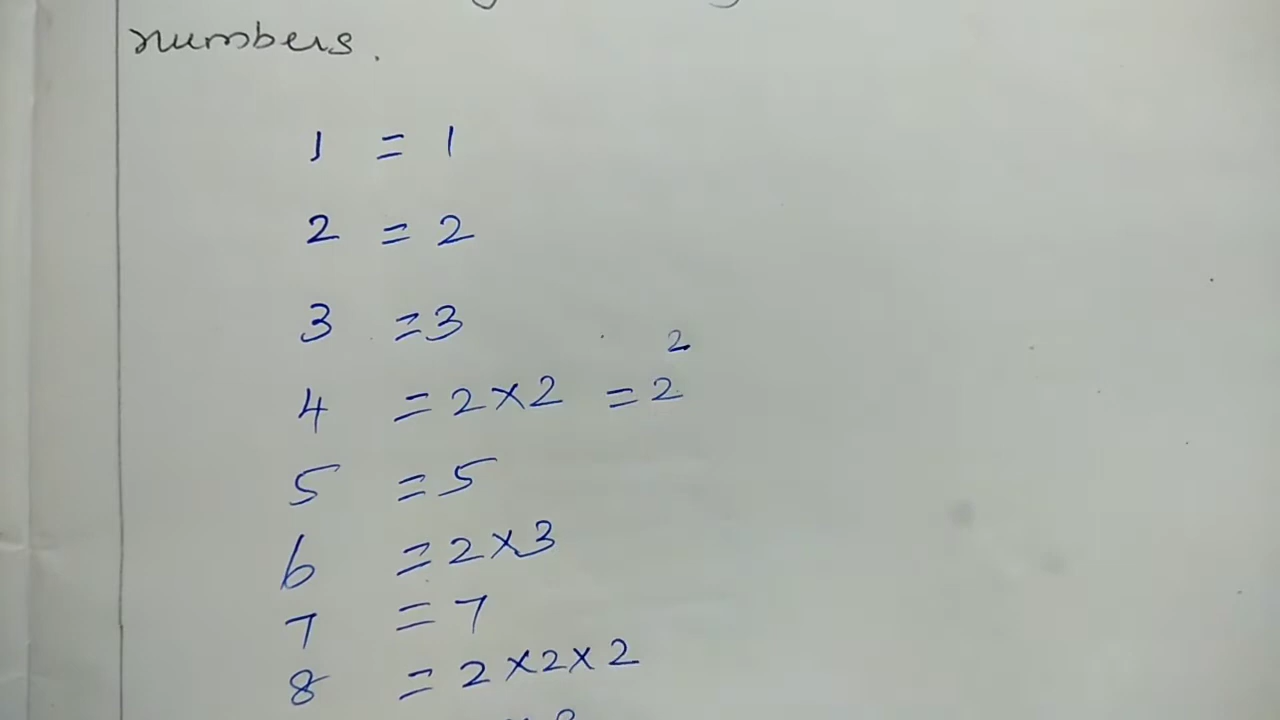 numbers.
1 = 1
2 = 2
3 = 3
4 = 2×2 = 2²
5 = 5
6 = 2×3
7 = 7
8 = 2×2×2